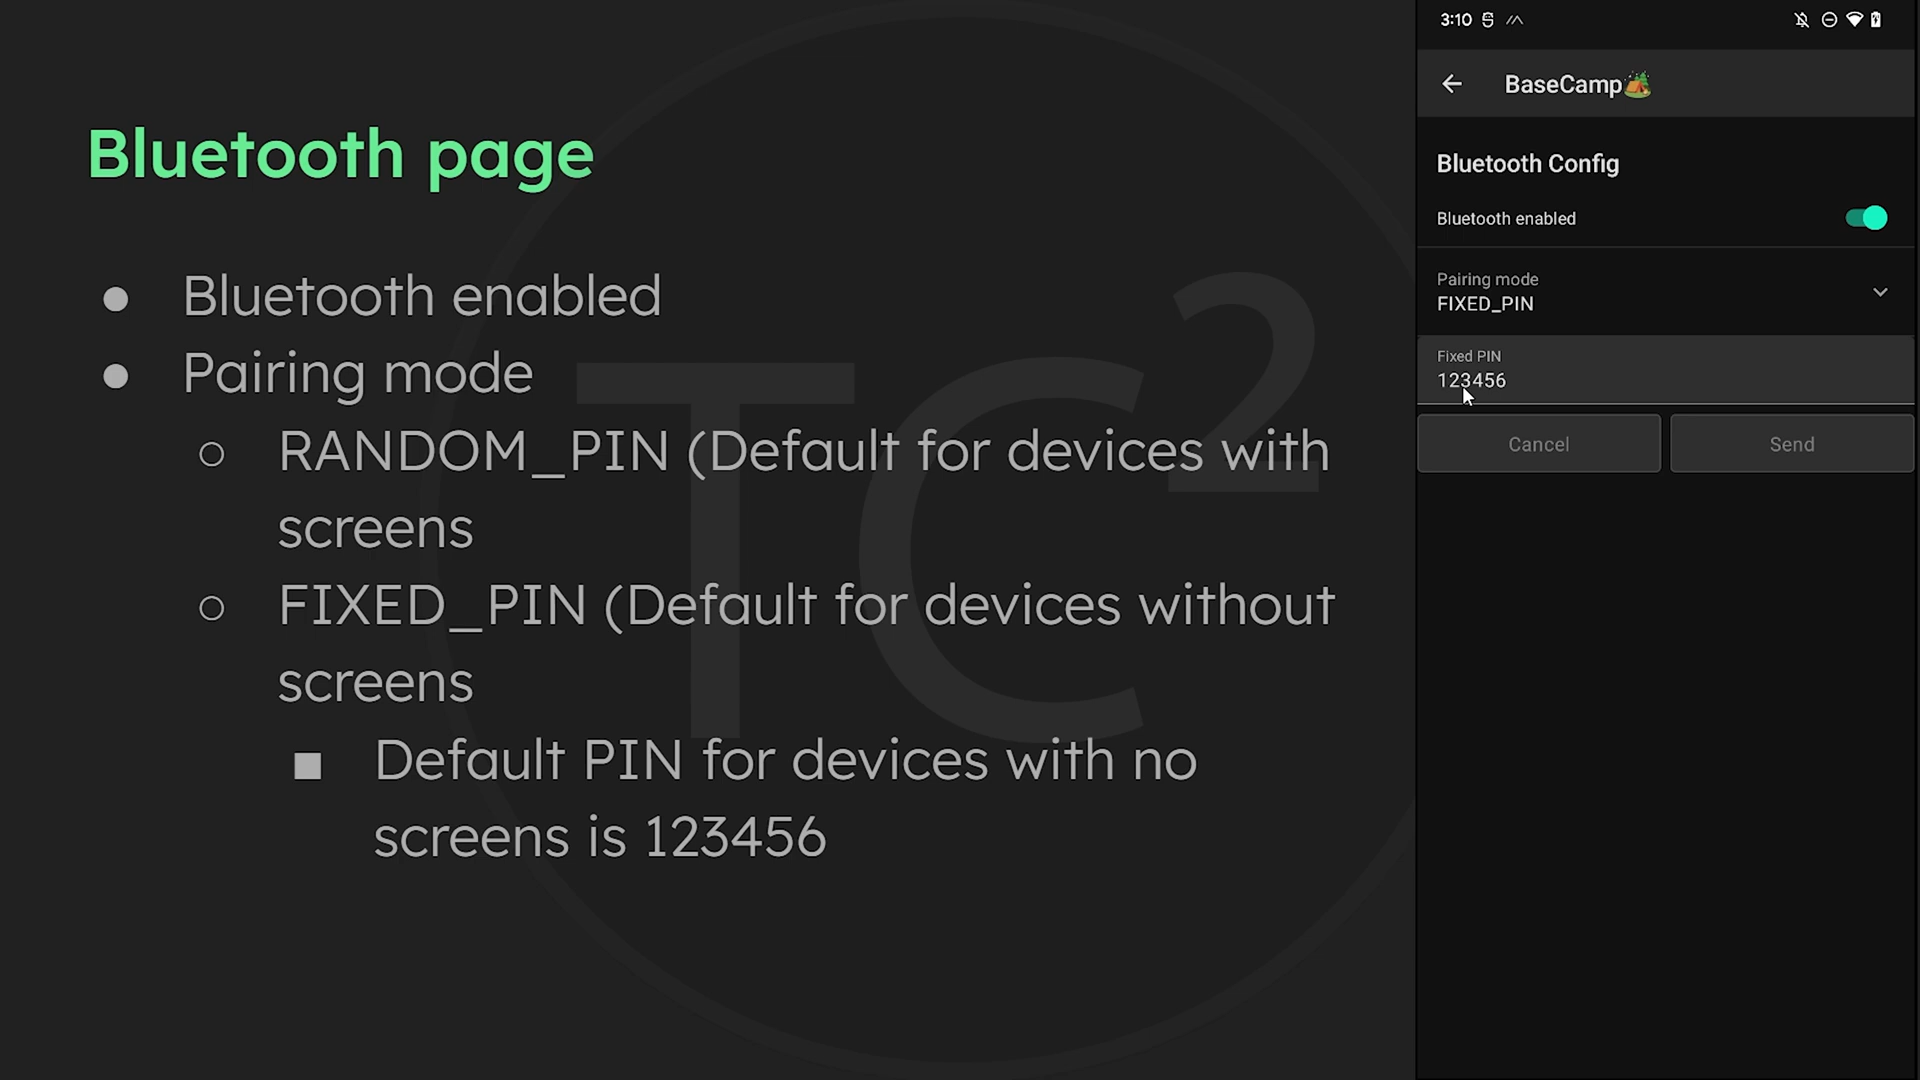 Bluetooth page
● Bluetooth enabled
● Pairing mode
○ RANDOM_PIN (Default for devices with
screens
○ FIXED_PIN (Default for devices without
screens
■ Default PIN for devices with no
screens is 123456
TC²
3:10
BaseCamp🏕️
Bluetooth Config
Bluetooth enabled
Pairing mode
FIXED_PIN
Fixed PIN
123456
Cancel
Send